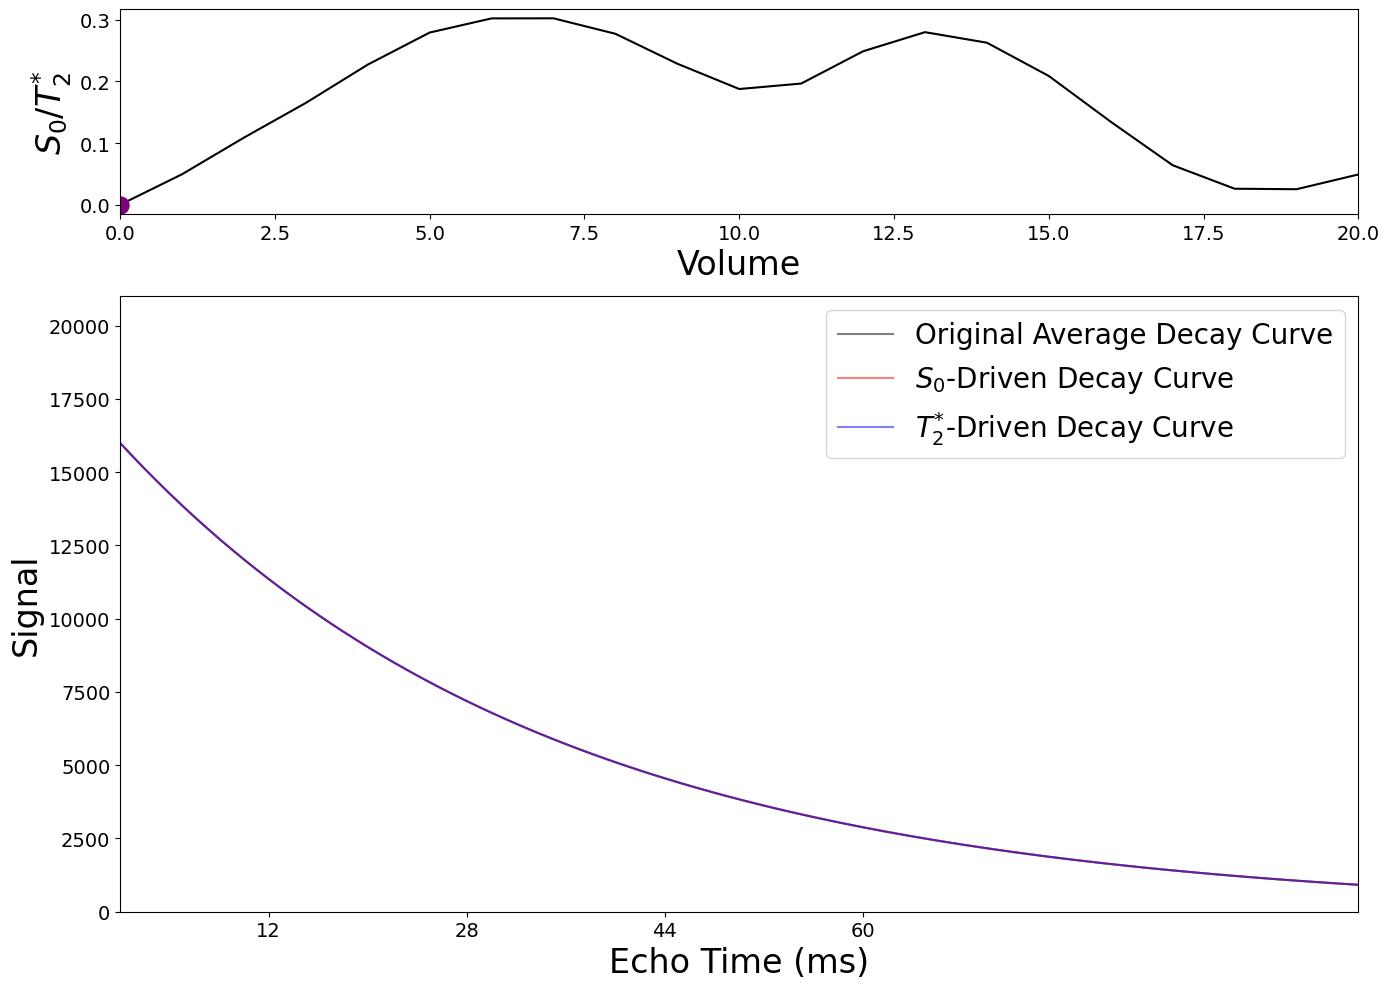 0.3
0.2
0.1
0.0
S₀/T₂*
0.0 2.5 5.0 7.5 10.0 12.5 15.0 17.5 20.0
Volume
20000
17500
15000
12500
10000
7500
5000
2500
0
Signal
Original Average Decay Curve
S₀-Driven Decay Curve
T₂*-Driven Decay Curve
12 28 44 60
Echo Time (ms)